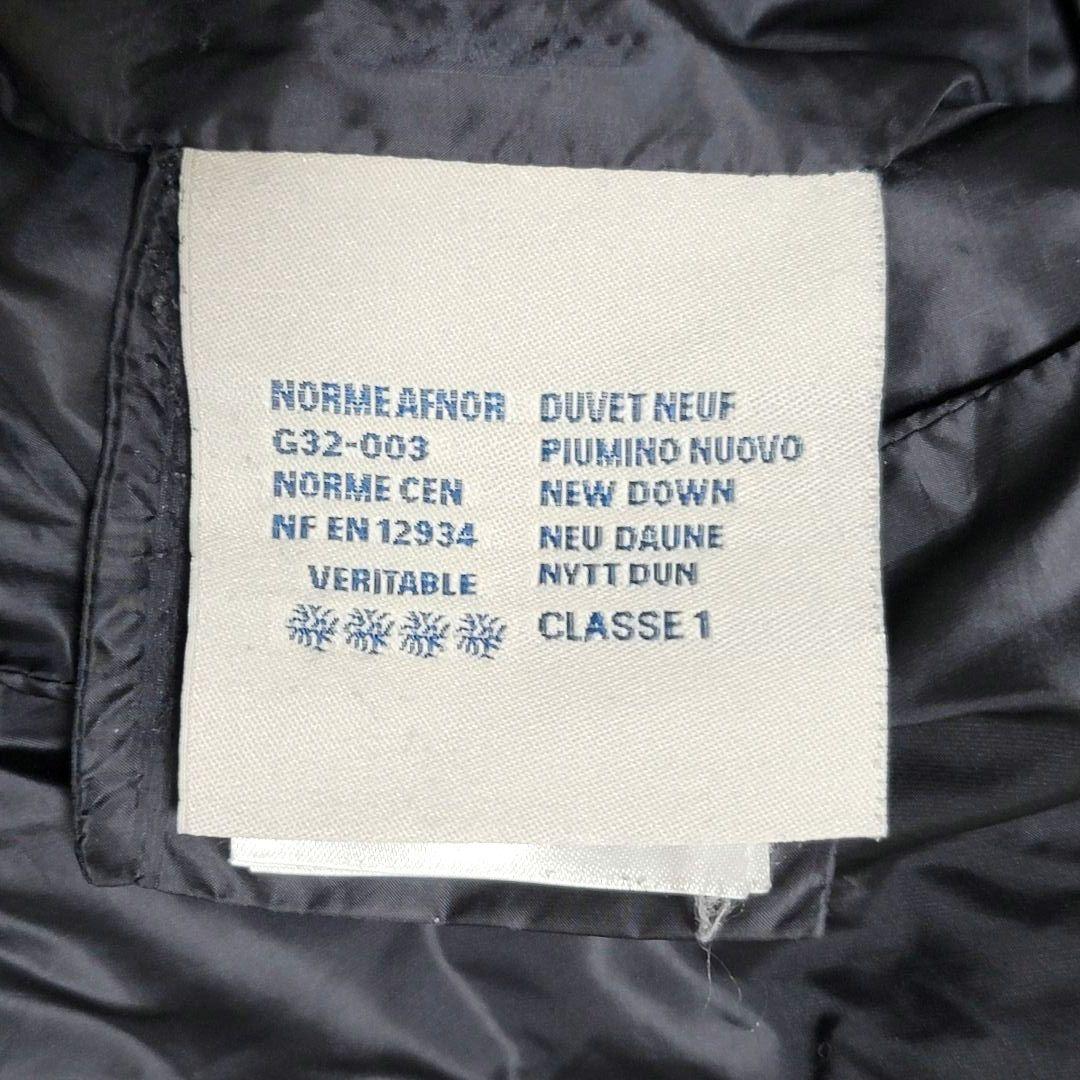 NORME AFNOR
G32-003
NORME CEN
NF EN 12934
VERITABLE
DUVET NEUF
PIUMINO NUOVO
NEW DOWN
NEU DAUNE
NYTT DUN
CLASSE 1